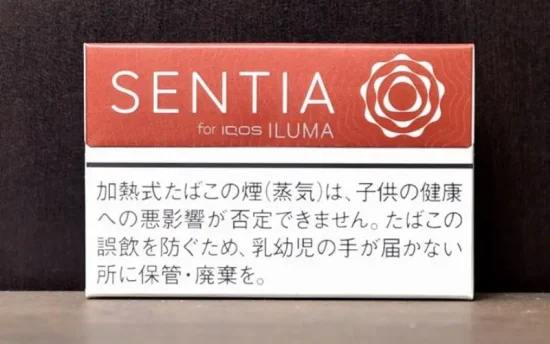 SENTIA
for IQOS ILUMA
加熱式たばこの煙(蒸気)は、子供の健康
への悪影響が否定できません。たばこの
誤飲を防ぐため、乳幼児の手が届かない
所に保管・廃棄を。